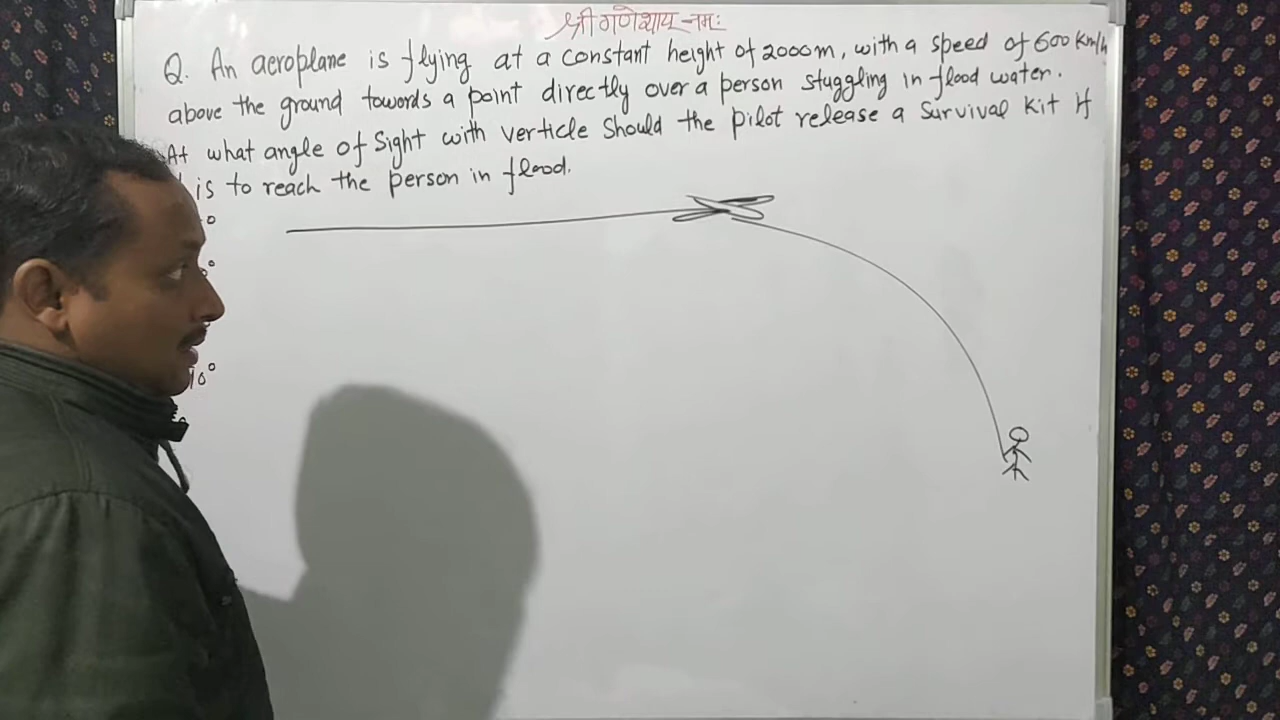 श्री गणेशाय नमः
Q. An aeroplane is flying at a constant height of 2000m, with a speed of 600 Km/h
above the ground towards a point directly over a person stuggling in flood water.
At what angle of Sight with verticle should the pilot release a survival kit if
is to reach the person in flood.